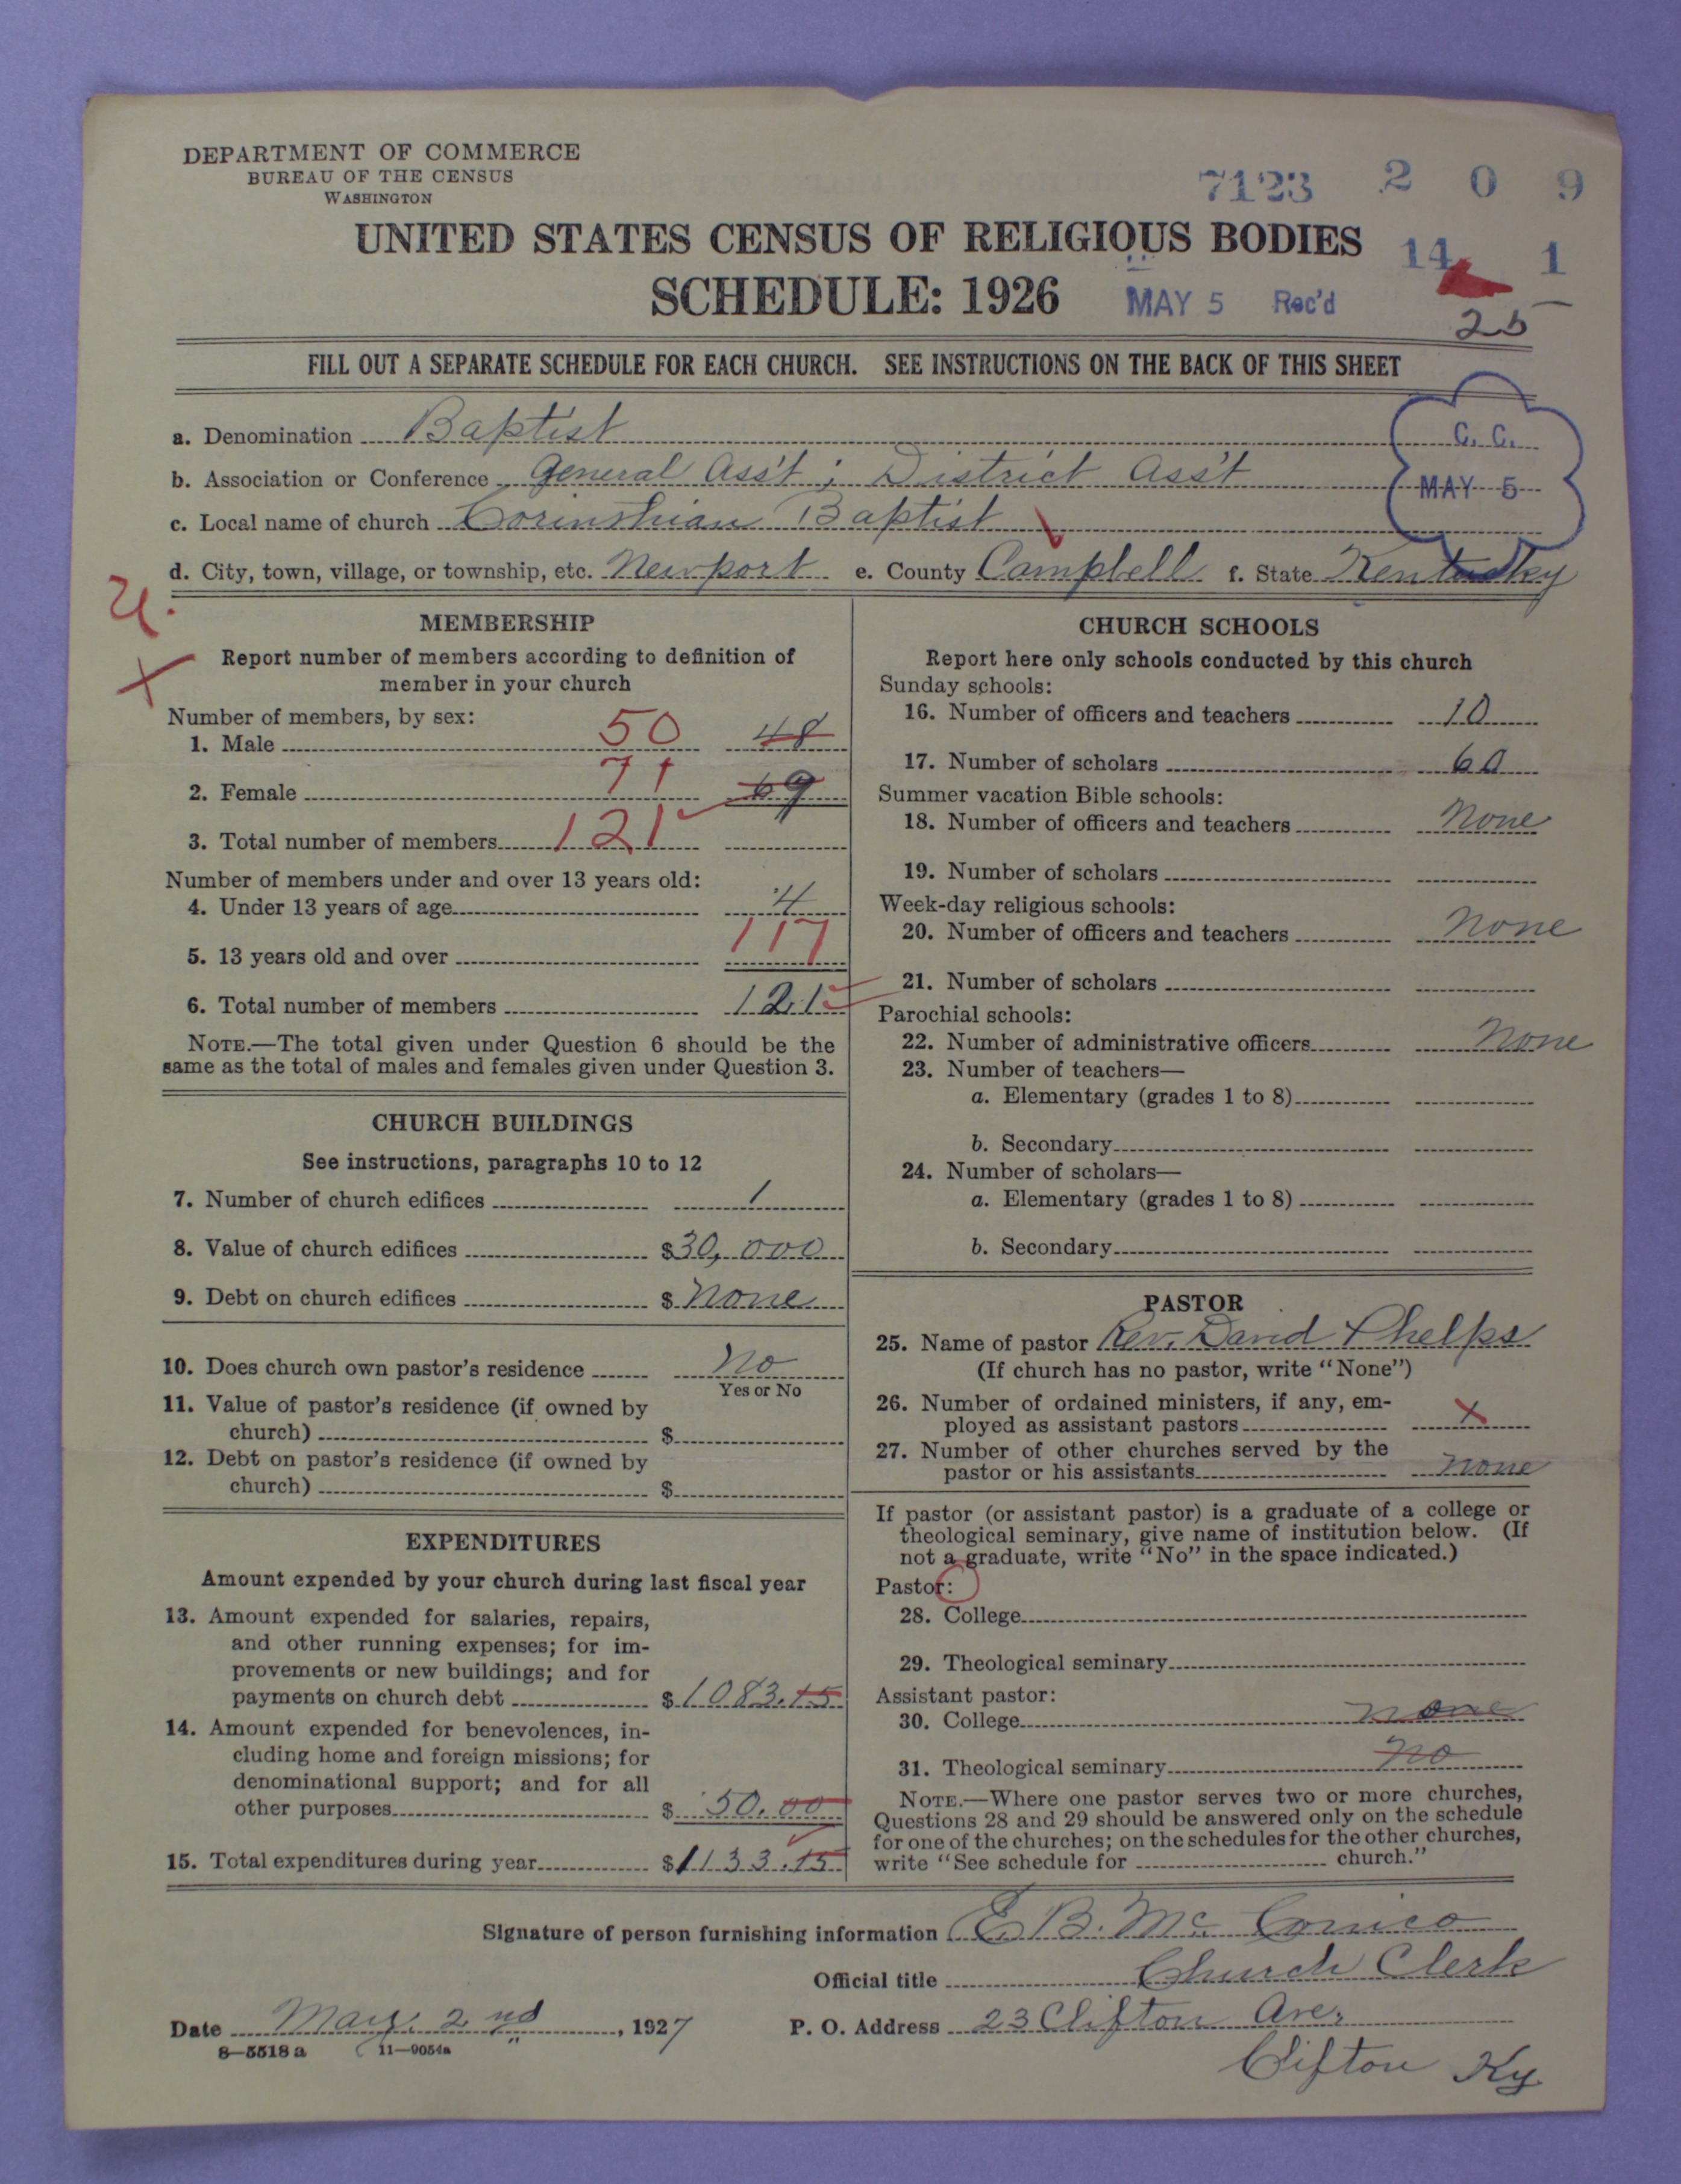 DEPARTMENT OF COMMERCE
BUREAU OF THE CENSUS
WASHINGTON
7123 2 0 9
UNITED STATES CENSUS OF RELIGIOUS BODIES
14 1
SCHEDULE: 1926
MAY 5 Rec'd
25
FILL OUT A SEPARATE SCHEDULE FOR EACH CHURCH. SEE INSTRUCTIONS ON THE BACK OF THIS SHEET
a. Denomination Baptist
C. C.
b. Association or Conference General Ass't ; District Ass't
MAY 5
c. Local name of church Corinthian Baptist
d. City, town, village, or township, etc. Newport e. County Campbell f. State Kentucky
MEMBERSHIP
Report number of members according to definition of
member in your church
Number of members, by sex:
1. Male 50 48
2. Female 71 69
3. Total number of members 121
Number of members under and over 13 years old:
4. Under 13 years of age 4
5. 13 years old and over 117
6. Total number of members 121
NOTE.—The total given under Question 6 should be the
same as the total of males and females given under Question 3.
CHURCH BUILDINGS
See instructions, paragraphs 10 to 12
7. Number of church edifices 1
8. Value of church edifices $30,000
9. Debt on church edifices $ None
10. Does church own pastor's residence No
Yes or No
11. Value of pastor's residence (if owned by
church) $
12. Debt on pastor's residence (if owned by
church) $
EXPENDITURES
Amount expended by your church during last fiscal year
13. Amount expended for salaries, repairs,
and other running expenses; for im-
provements or new buildings; and for
payments on church debt $1083.15
14. Amount expended for benevolences, in-
cluding home and foreign missions; for
denominational support; and for all
other purposes $ 50.00
15. Total expenditures during year $1133.15
CHURCH SCHOOLS
Report here only schools conducted by this church
Sunday schools:
16. Number of officers and teachers 10
17. Number of scholars 60
Summer vacation Bible schools:
18. Number of officers and teachers None
19. Number of scholars
Week-day religious schools:
20. Number of officers and teachers None
21. Number of scholars
Parochial schools:
22. Number of administrative officers None
23. Number of teachers—
a. Elementary (grades 1 to 8)
b. Secondary
24. Number of scholars—
a. Elementary (grades 1 to 8)
b. Secondary
PASTOR
25. Name of pastor Rev. David Phelps
(If church has no pastor, write "None")
26. Number of ordained ministers, if any, em-
ployed as assistant pastors X
27. Number of other churches served by the
pastor or his assistants None
If pastor (or assistant pastor) is a graduate of a college or
theological seminary, give name of institution below. (If
not a graduate, write "No" in the space indicated.)
Pastor:
28. College
29. Theological seminary
Assistant pastor:
30. College none
31. Theological seminary no
NOTE.—Where one pastor serves two or more churches,
Questions 28 and 29 should be answered only on the schedule
for one of the churches; on the schedules for the other churches,
write "See schedule for church."
Signature of person furnishing information E B. Mc Comico
Official title Church Clerk
Date May. 2nd, 1927 P. O. Address 23 Clifton Ave.
8—5518 a 11—9054a
Clifton Ky.